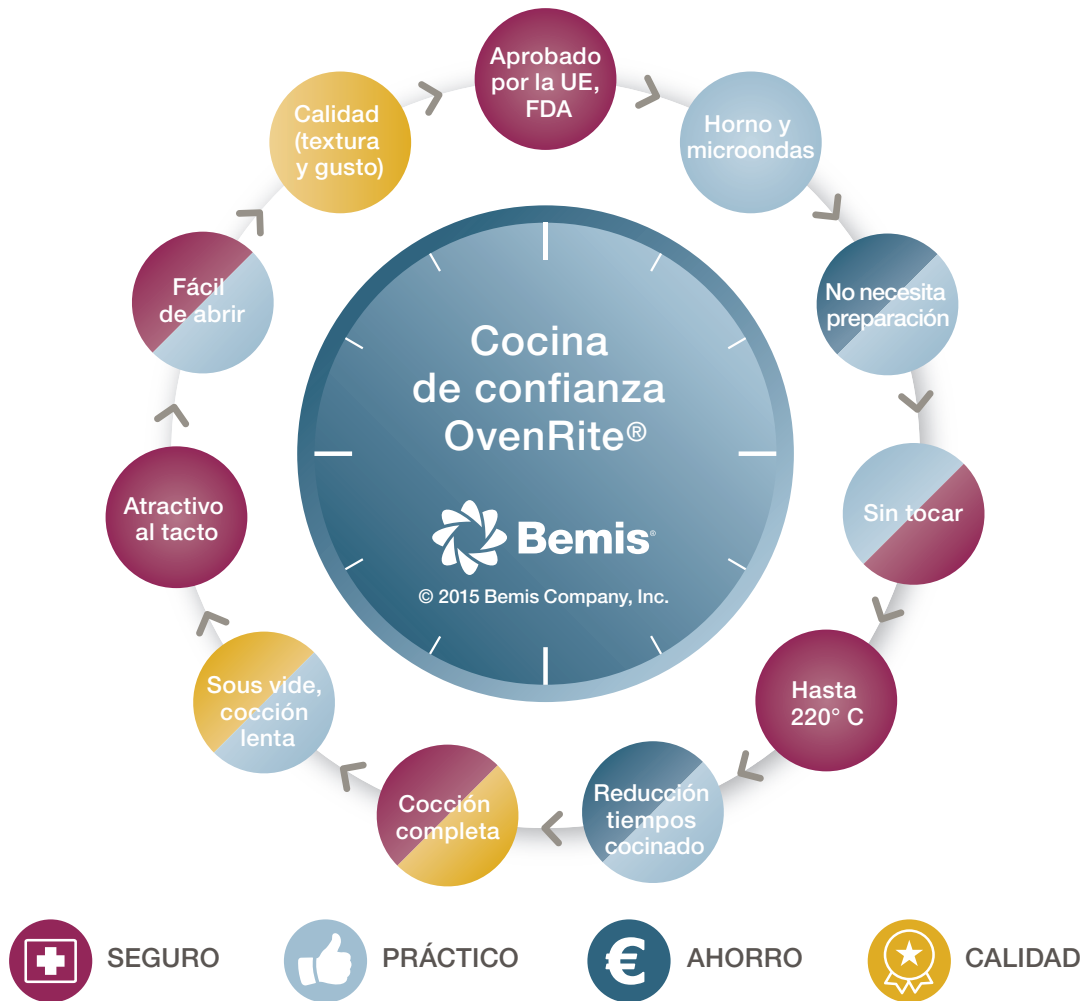 Aprobado
por la UE,
FDA
Horno y
microondas
No necesita
preparación
Sin tocar
Hasta
220° C
Reducción
tiempos
cocinado
Cocción
completa
Sous vide,
cocción
lenta
Atractivo
al tacto
Fácil
de abrir
Calidad
(textura
y gusto)
Cocina
de confianza
OvenRite®
Bemis®
© 2015 Bemis Company, Inc.
SEGURO
PRÁCTICO
€ AHORRO
CALIDAD